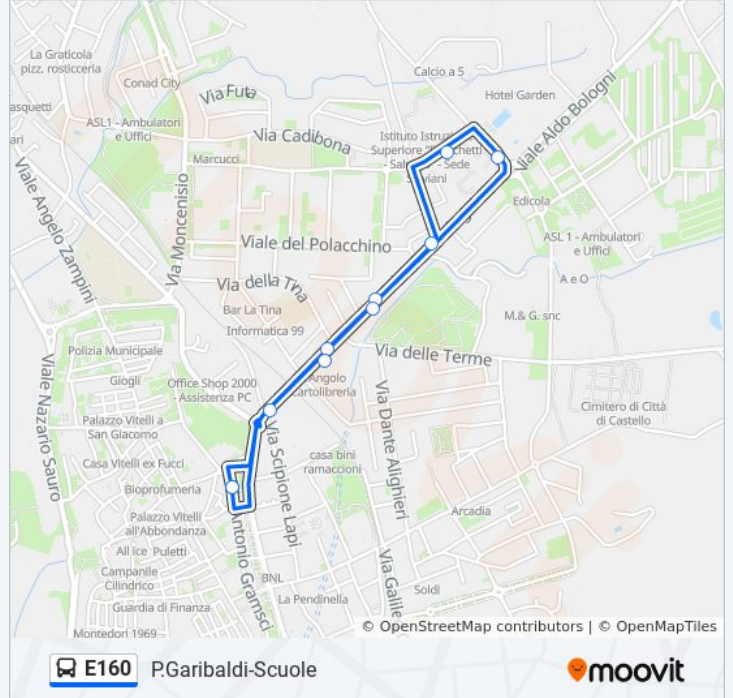 La Graticola
pizz. rosticceria
Conad City
Calcio a 5
Hotel Garden
Via Futa
asquetti
ASL1 - Ambulatori
e Uffici
ari
Via Cadibona
Istituto Istru
Superiore
Sal
- Sede
Viale Aldo Bologni
Marcucci
Viale Angelo Zampini
Via Moncenisio
Edicola
Viale del Polacchino
ASL 1 - Ambulatori
e Uffici
A e O
Via della Tina
Bar La Tina
Informatica 99
M.& G. snc
Polizia Municipale
Via delle Terme
Giogli
Office Shop 2000
- Assistenza PC
Angolo
Cartolibreria
Viale Nazario Sauro
Palazzo Vitelli a
San Giacomo
Cimitero di Città
di Castello
Via Dante Alighieri
Via Scipione Lapi
Casa Vitelli ex Fucci
casa bini
ramaccioni
Bioprofumeria
Palazzo Vitelli
all'Abbondanza
Arcadia
Antonio Gramsci
All ice Puletti
Campanile
Cilindrico
BNL
Via Galile
Soldi
Guardia di Finanza
La Pendinella
Montedori 1969
© OpenStreetMap contributors | © OpenMapTiles
E160 P.Garibaldi-Scuole
moovit